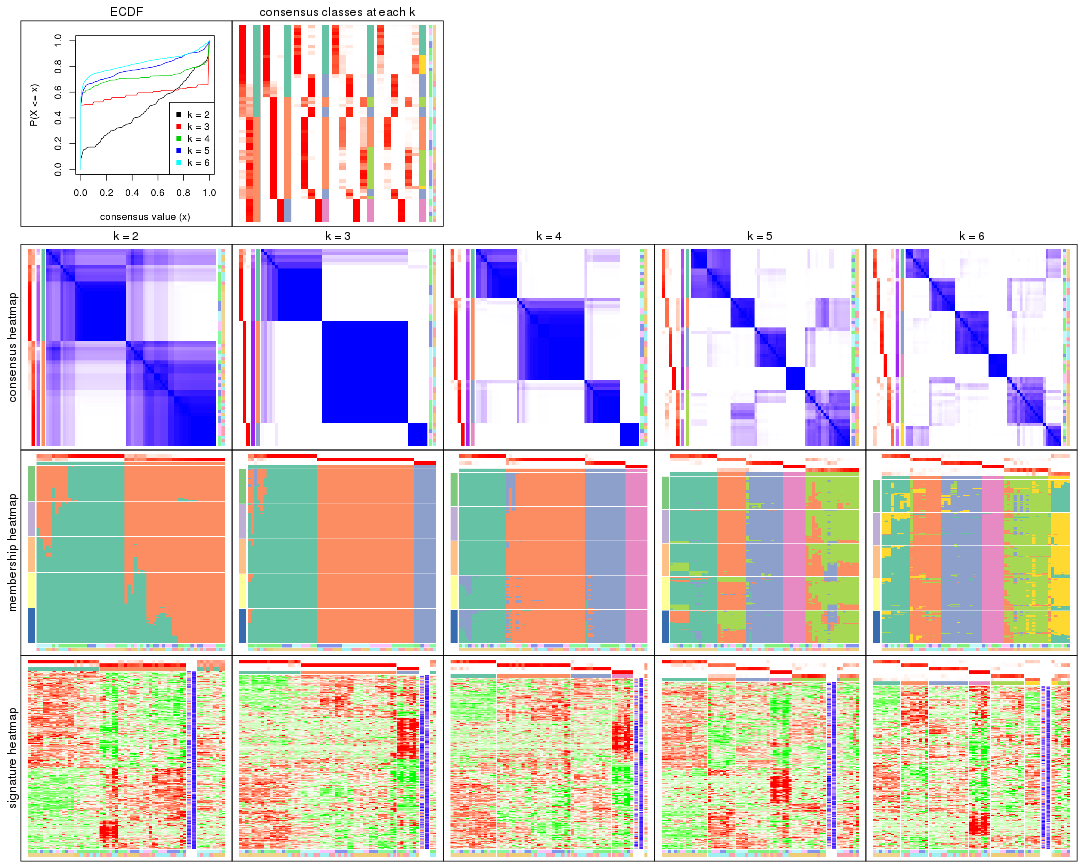 ECDF
consensus classes at each k
P(X <= x)
0.0 0.2 0.4 0.6 0.8 1.0
k = 2
k = 3
k = 4
k = 5
k = 6
0.0 0.2 0.4 0.6 0.8 1.0
consensus value (x)
k = 2
k = 3
k = 4
k = 5
k = 6
consensus heatmap
membership heatmap
signature heatmap